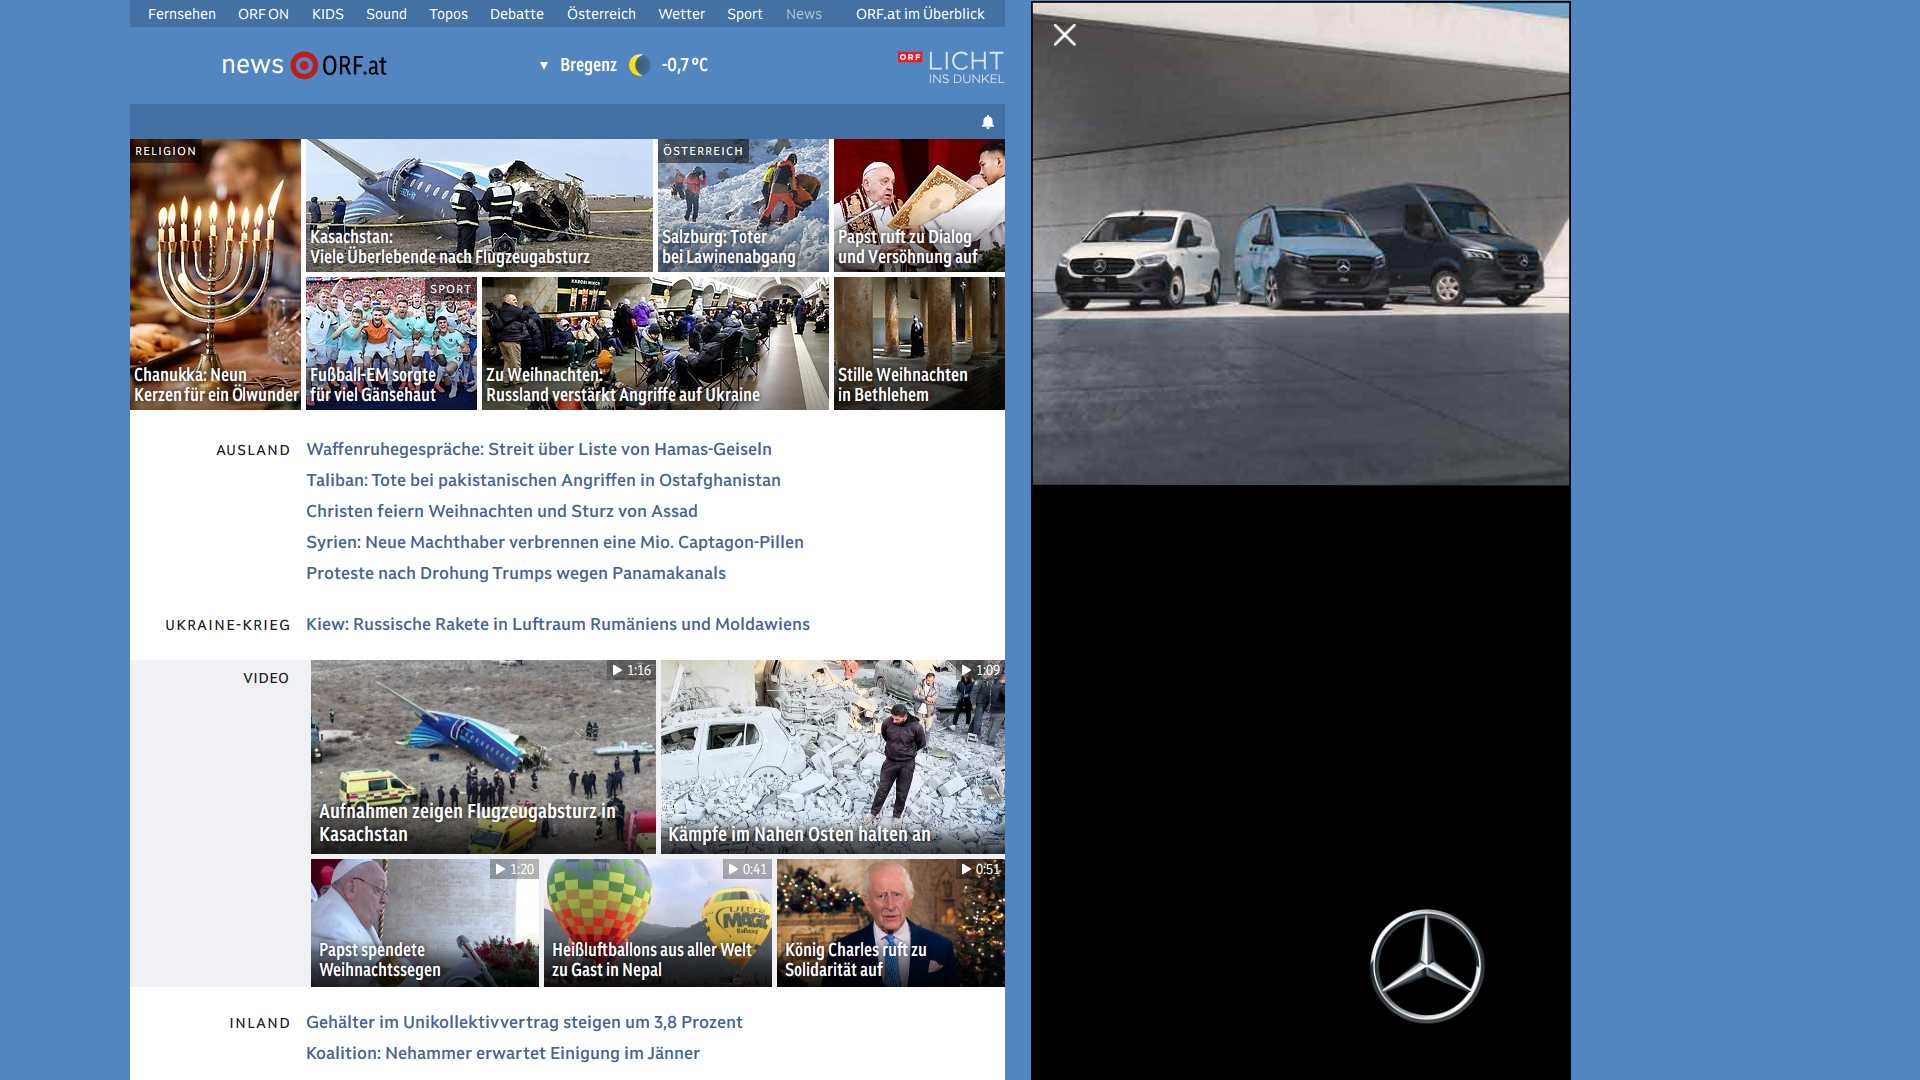 Fernsehen ORF ON KIDS Sound Topos Debatte Österreich Wetter Sport News ORF.at im Überblick
news ORF.at
Bregenz -0,7 °C
ORF LICHT
INS DUNKEL
RELIGION
Chanukka: Neun
Kerzen für ein Ölwunder
Kasachstan:
Viele Überlebende nach Flugzeugabsturz
ÖSTERREICH
Salzburg: Toter
bei Lawinenabgang
Papst ruft zu Dialog
und Versöhnung auf
SPORT
Fußball-EM sorgte
für viel Gänsehaut
Zu Weihnachten:
Russland verstärkt Angriffe auf Ukraine
Stille Weihnachten
in Bethlehem
AUSLAND
Waffenruhegespräche: Streit über Liste von Hamas-Geiseln
Taliban: Tote bei pakistanischen Angriffen in Ostafghanistan
Christen feiern Weihnachten und Sturz von Assad
Syrien: Neue Machthaber verbrennen eine Mio. Captagon-Pillen
Proteste nach Drohung Trumps wegen Panamakanals
UKRAINE-KRIEG
Kiew: Russische Rakete in Luftraum Rumäniens und Moldawiens
VIDEO
1:16
Aufnahmen zeigen Flugzeugabsturz in
Kasachstan
1:09
Kämpfe im Nahen Osten halten an
1:20
Papst spendete
Weihnachtssegen
0:41
MAGIC
Heißluftballons aus aller Welt
zu Gast in Nepal
0:51
König Charles ruft zu
Solidarität auf
INLAND
Gehälter im Unikollektivvertrag steigen um 3,8 Prozent
Koalition: Nehammer erwartet Einigung im Jänner